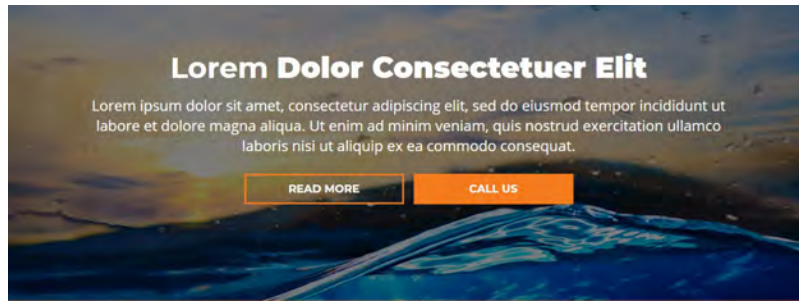 Lorem Dolor Consectetuer Elit
Lorem ipsum dolor sit amet, consectetur adipiscing elit, sed do eiusmod tempor incididunt ut
labore et dolore magna aliqua. Ut enim ad minim veniam, quis nostrud exercitation ullamco
laboris nisi ut aliquip ex ea commodo consequat.
READ MORE
CALL US